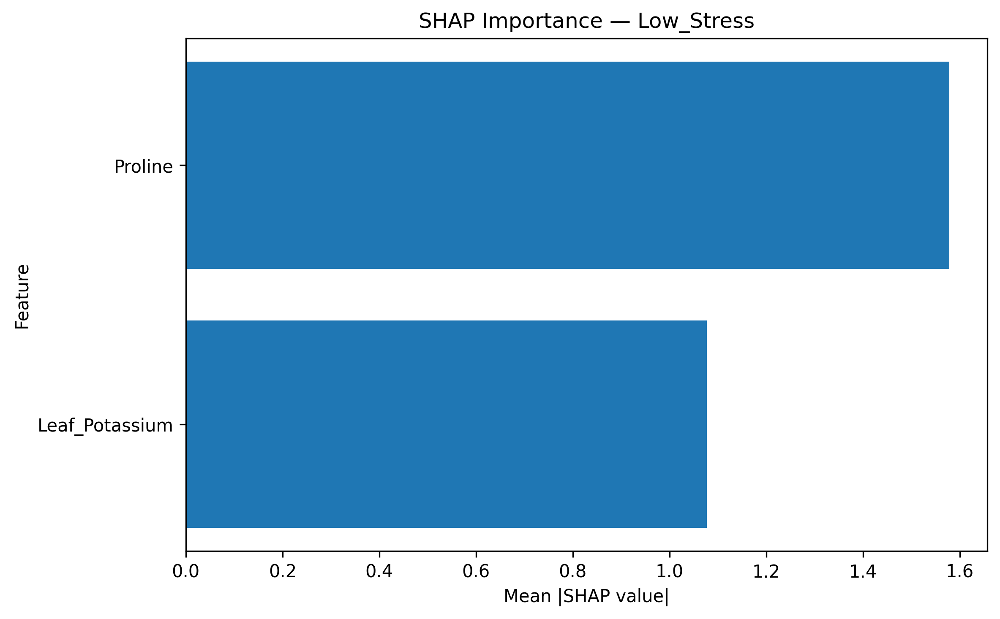 SHAP Importance — Low_Stress
Proline
Leaf_Potassium
Feature
0.0 0.2 0.4 0.6 0.8 1.0 1.2 1.4 1.6
Mean |SHAP value|